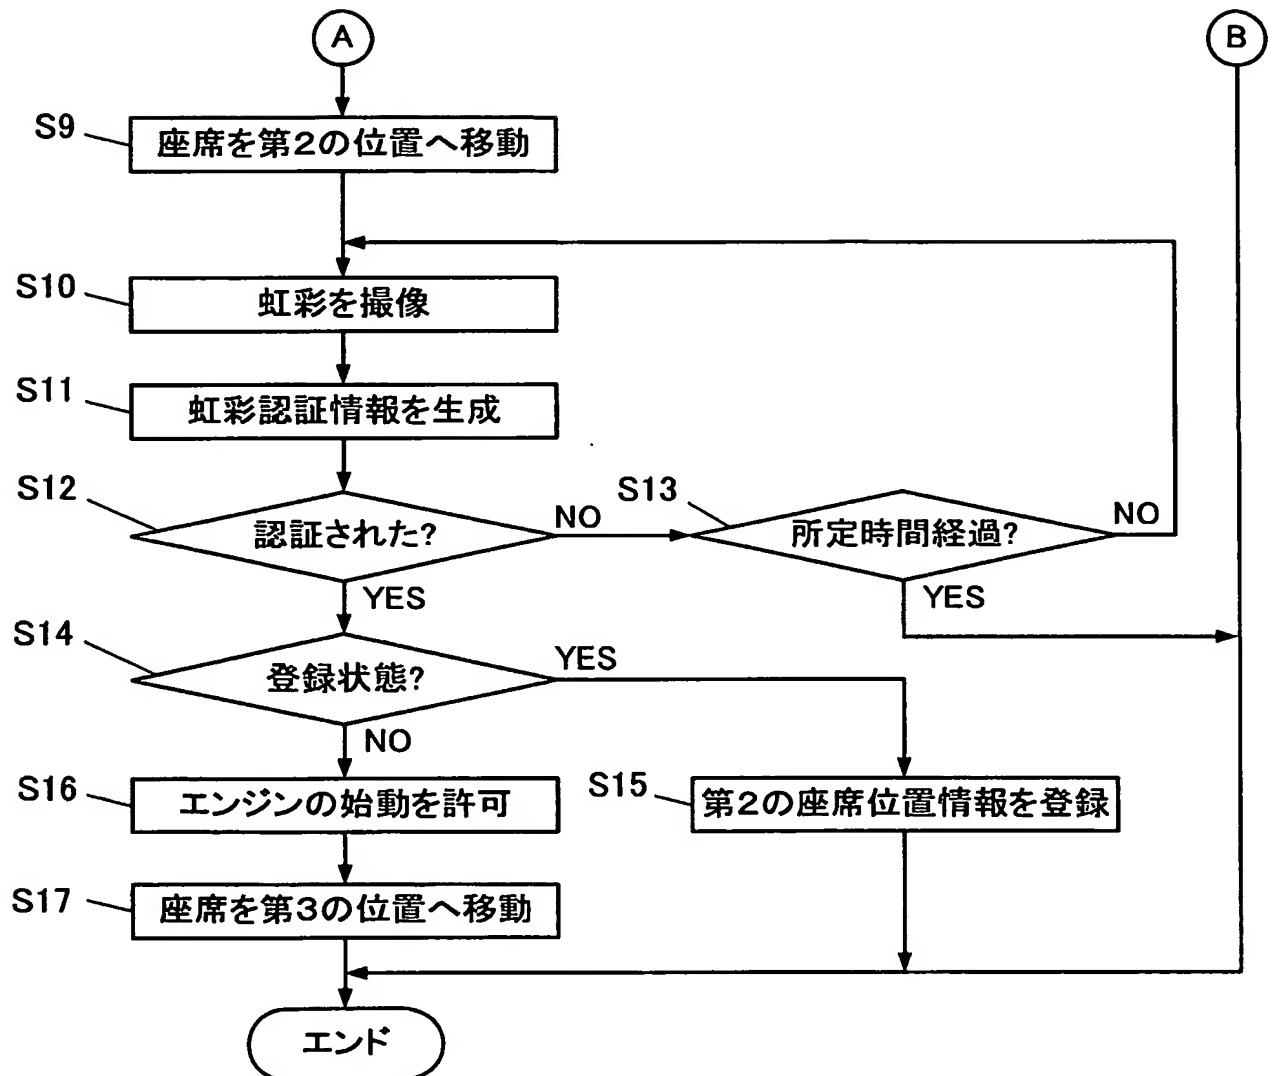 A
B
S9
座席を第2の位置へ移動
S10
虹彩を撮像
S11
虹彩認証情報を生成
S12
認証された?
NO
S13
所定時間経過?
NO
YES
YES
S14
登録状態?
YES
NO
S16
エンジンの始動を許可
S15
第2の座席位置情報を登録
S17
座席を第3の位置へ移動
エンド